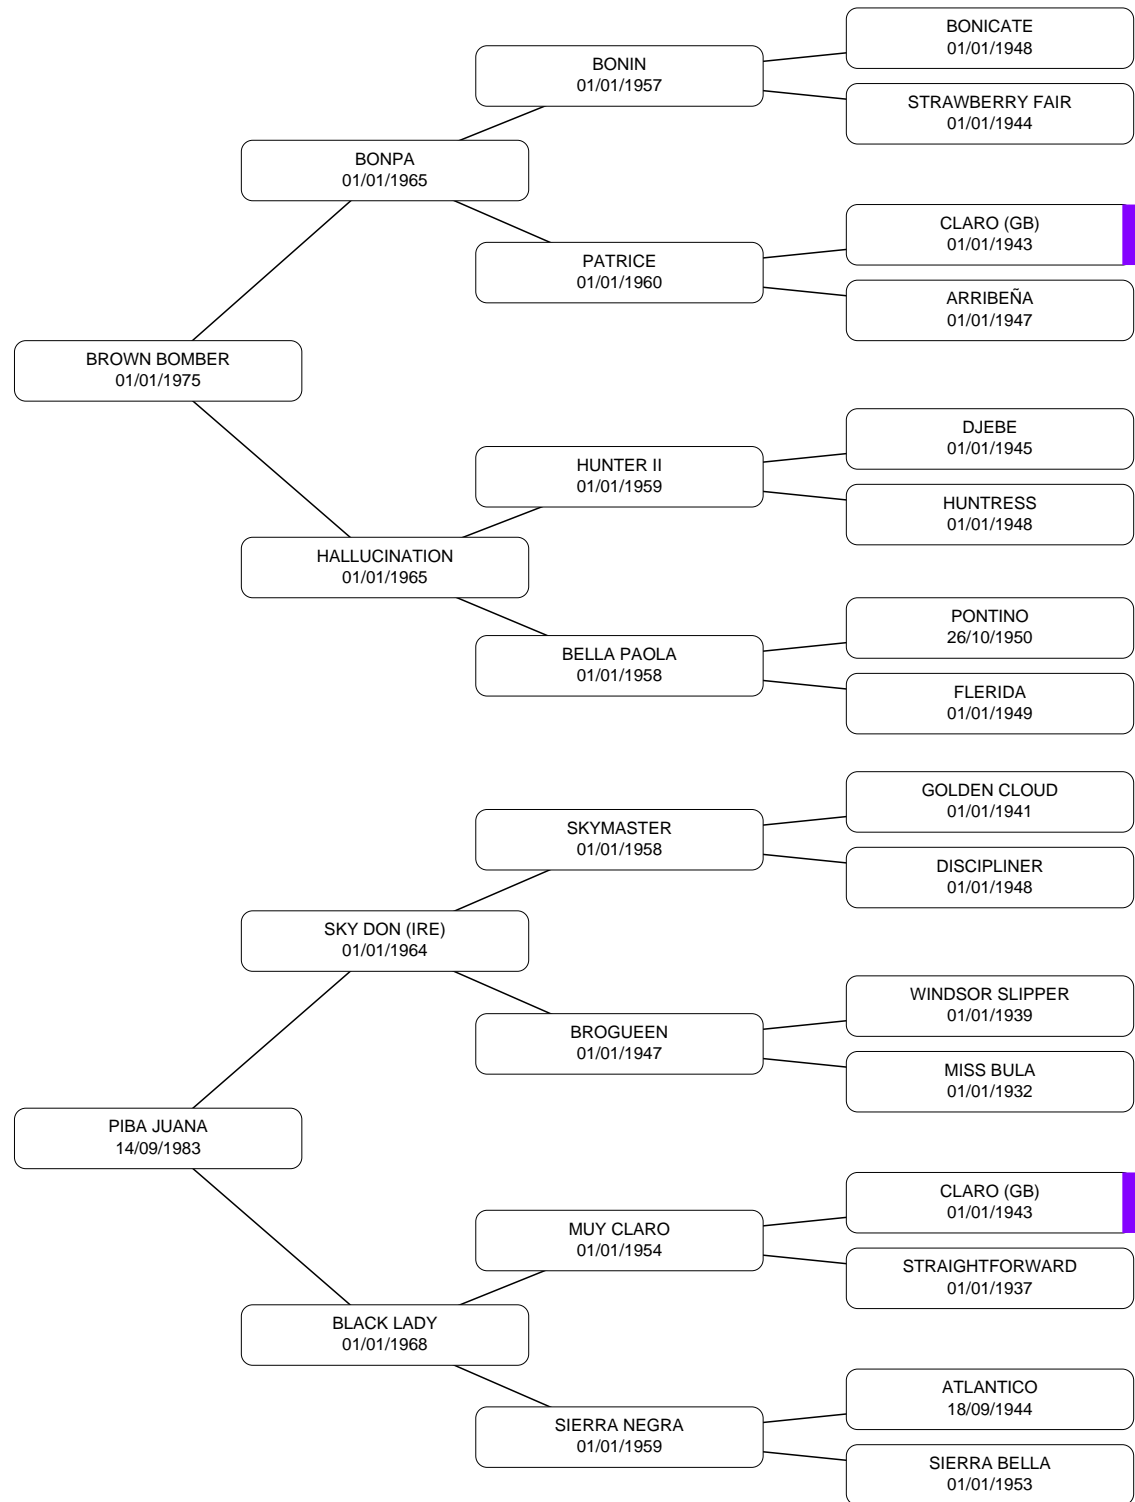 BONICATE
01/01/1948
BONIN
01/01/1957
STRAWBERRY FAIR
01/01/1944
BONPA
01/01/1965
CLARO (GB)
01/01/1943
PATRICE
01/01/1960
ARRIBEÑA
01/01/1947
BROWN BOMBER
01/01/1975
DJEBE
01/01/1945
HUNTER II
01/01/1959
HUNTRESS
01/01/1948
HALLUCINATION
01/01/1965
PONTINO
26/10/1950
BELLA PAOLA
01/01/1958
FLERIDA
01/01/1949
GOLDEN CLOUD
01/01/1941
SKYMASTER
01/01/1958
DISCIPLINER
01/01/1948
SKY DON (IRE)
01/01/1964
WINDSOR SLIPPER
01/01/1939
BROGUEEN
01/01/1947
MISS BULA
01/01/1932
PIBA JUANA
14/09/1983
CLARO (GB)
01/01/1943
MUY CLARO
01/01/1954
STRAIGHTFORWARD
01/01/1937
BLACK LADY
01/01/1968
ATLANTICO
18/09/1944
SIERRA NEGRA
01/01/1959
SIERRA BELLA
01/01/1953